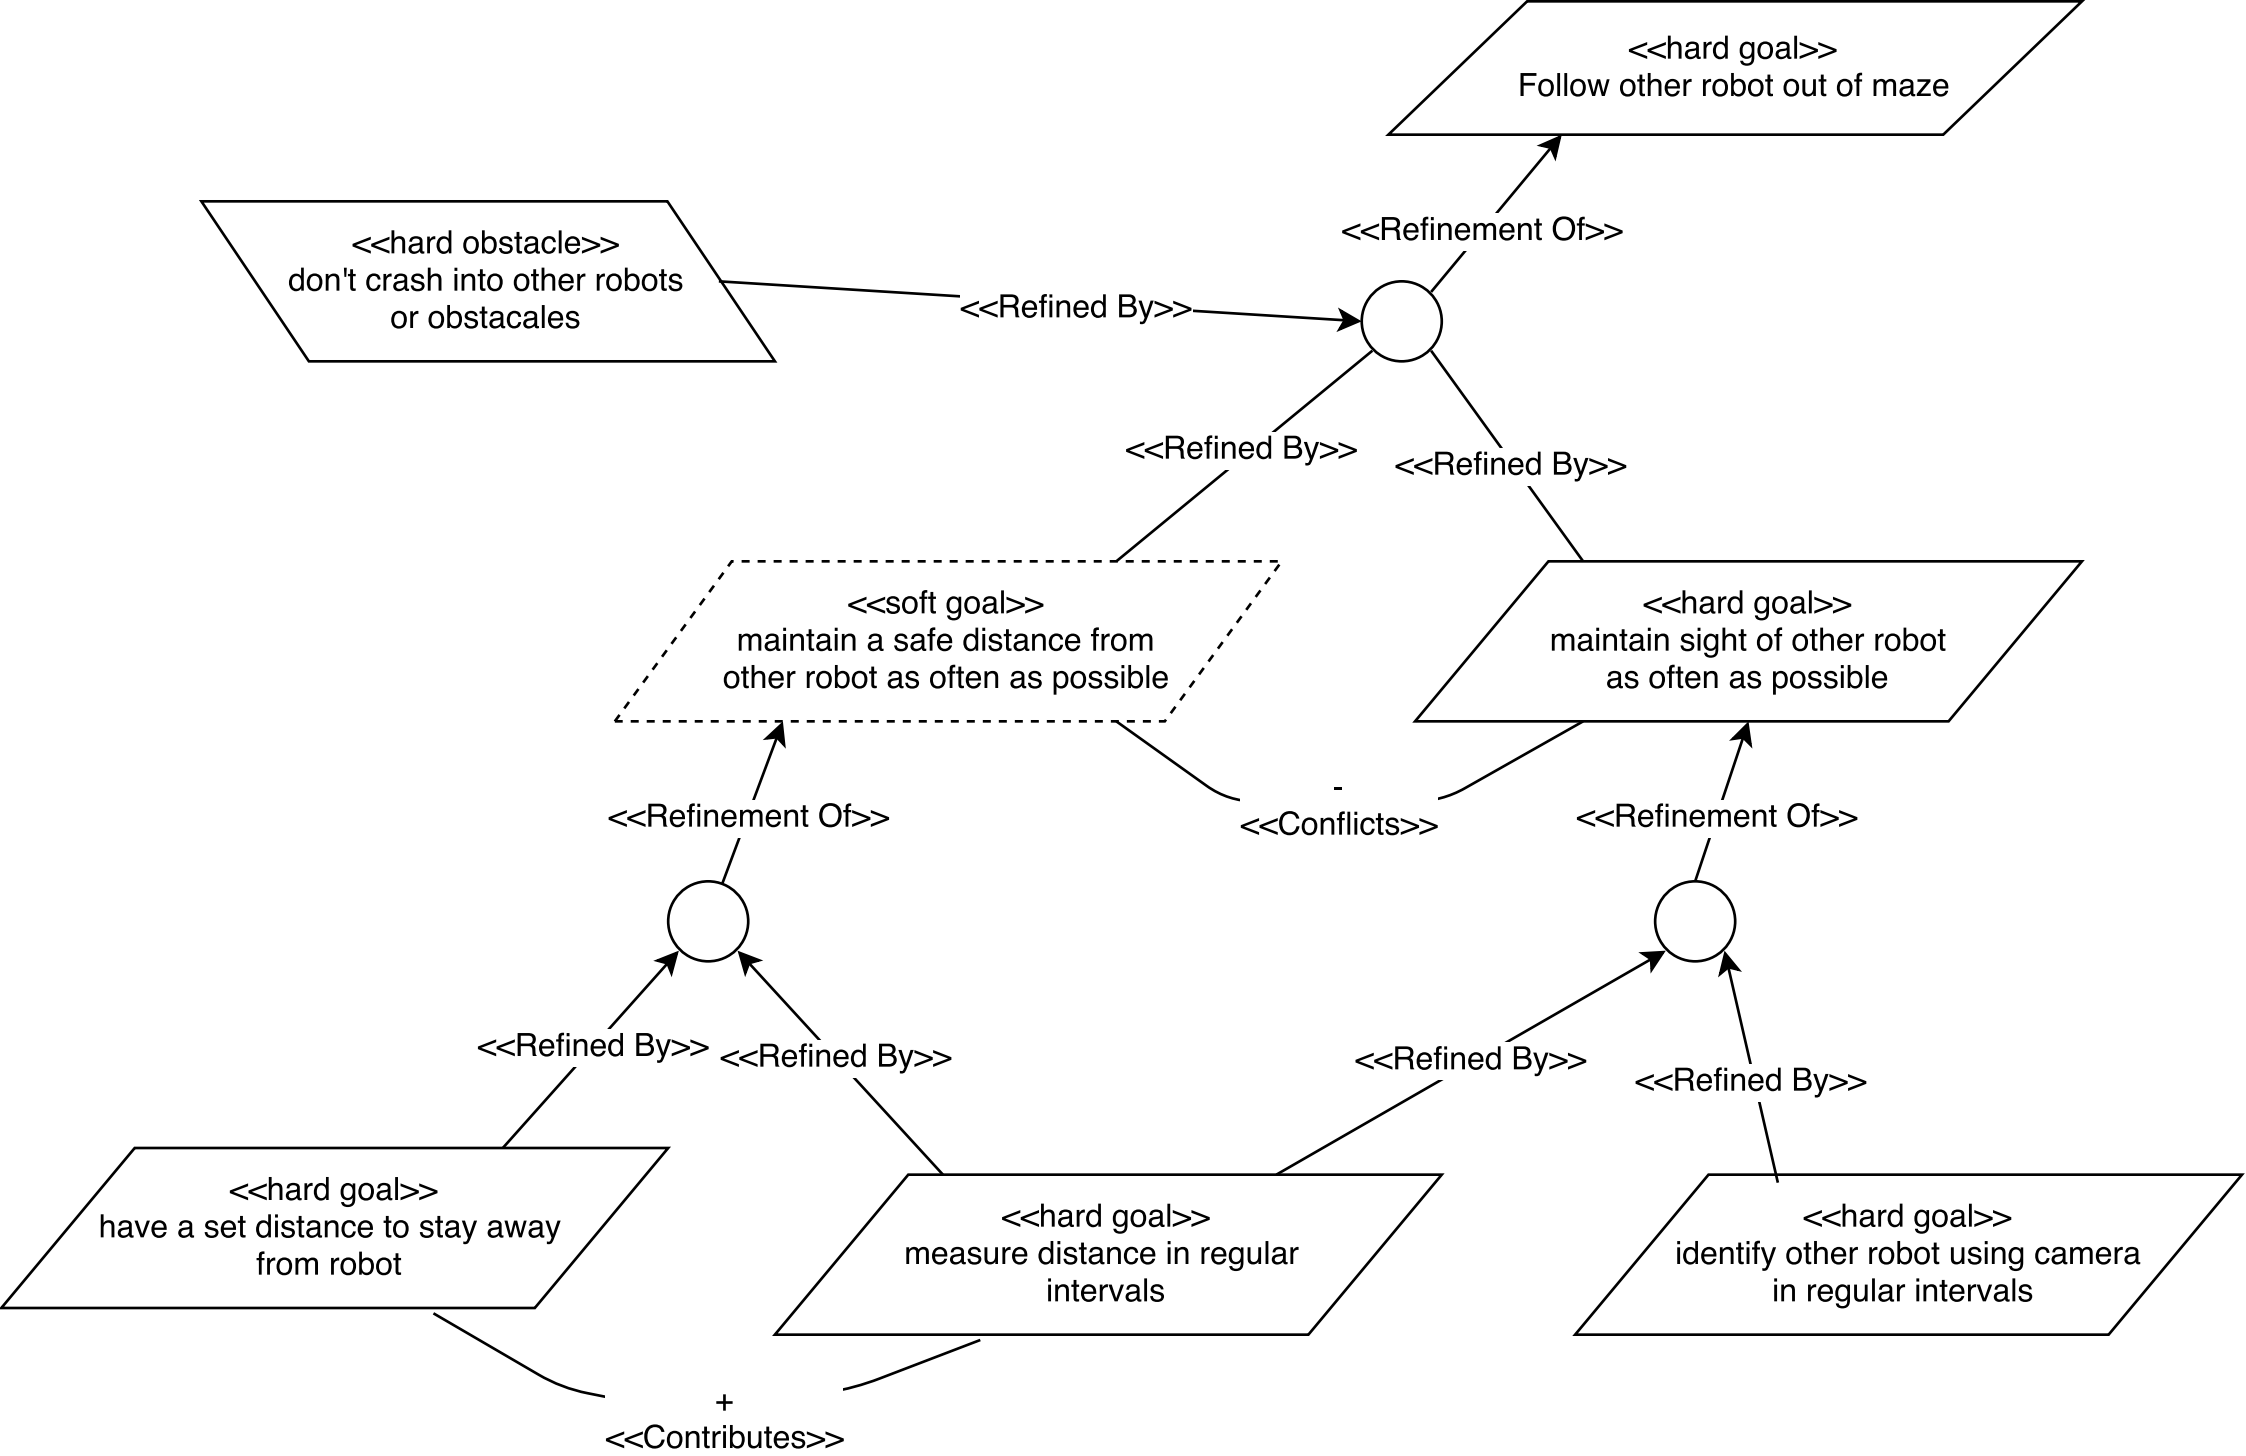 <<hard goal>>
Follow other robot out of maze
<<Refinement Of>>
<<hard obstacle>>
don't crash into other robots
or obstacales
<<Refined By>>
<<Refined By>>
<<Refined By>>
<<soft goal>>
maintain a safe distance from
other robot as often as possible
<<hard goal>>
maintain sight of other robot
as often as possible
<<Refinement Of>>
-
<<Conflicts>>
<<Refinement Of>>
<<Refined By>>
<<Refined By>>
<<Refined By>>
<<Refined By>>
<<hard goal>>
have a set distance to stay away
from robot
<<hard goal>>
measure distance in regular
intervals
<<hard goal>>
identify other robot using camera
in regular intervals
+
<<Contributes>>